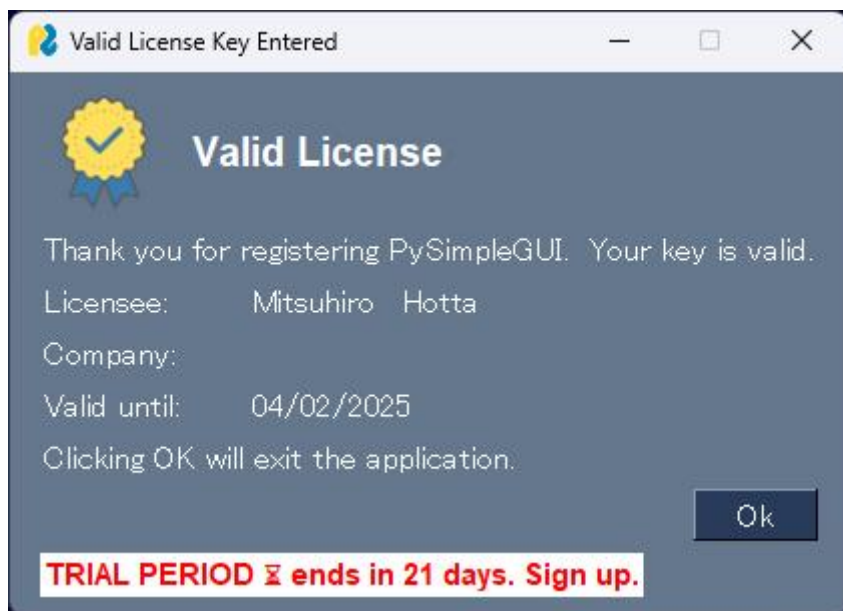 Valid License Key Entered
Valid License
Thank you for registering PySimpleGUI.  Your key is valid.
Licensee: Mitsuhiro Hotta
Company:
Valid until: 04/02/2025
Clicking OK will exit the application.
Ok
TRIAL PERIOD ⏳ ends in 21 days. Sign up.